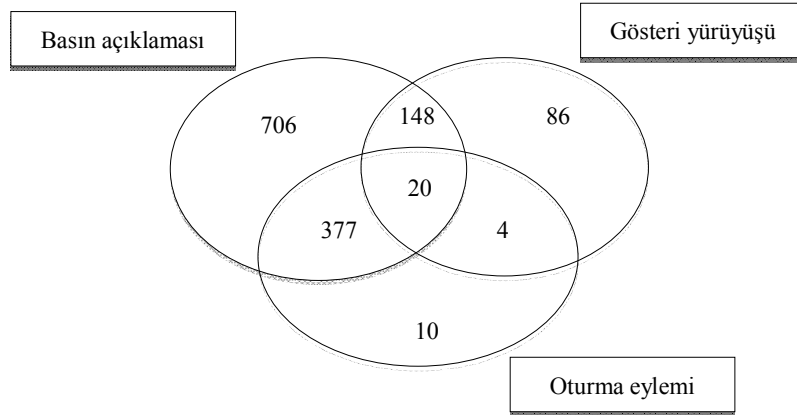 Basın açıklaması
Gösteri yürüyüşü
706
148
86
20
377
4
10
Oturma eylemi